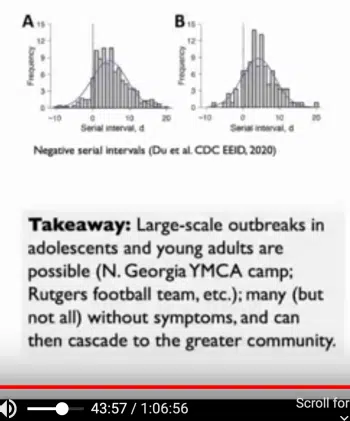 A
B
15
12
9
6
3
0
Frequency
-10 0 10 20
Serial interval, d
15
12
9
6
3
0
Frequency
-10 0 10 20
Serial interval, d
Negative serial intervals (Du et al. CDC EEID, 2020)
Takeaway: Large-scale outbreaks in
adolescents and young adults are
possible (N. Georgia YMCA camp;
Rutgers football team, etc.); many (but
not all) without symptoms, and can
then cascade to the greater community.
43:57 / 1:06:56
Scroll for